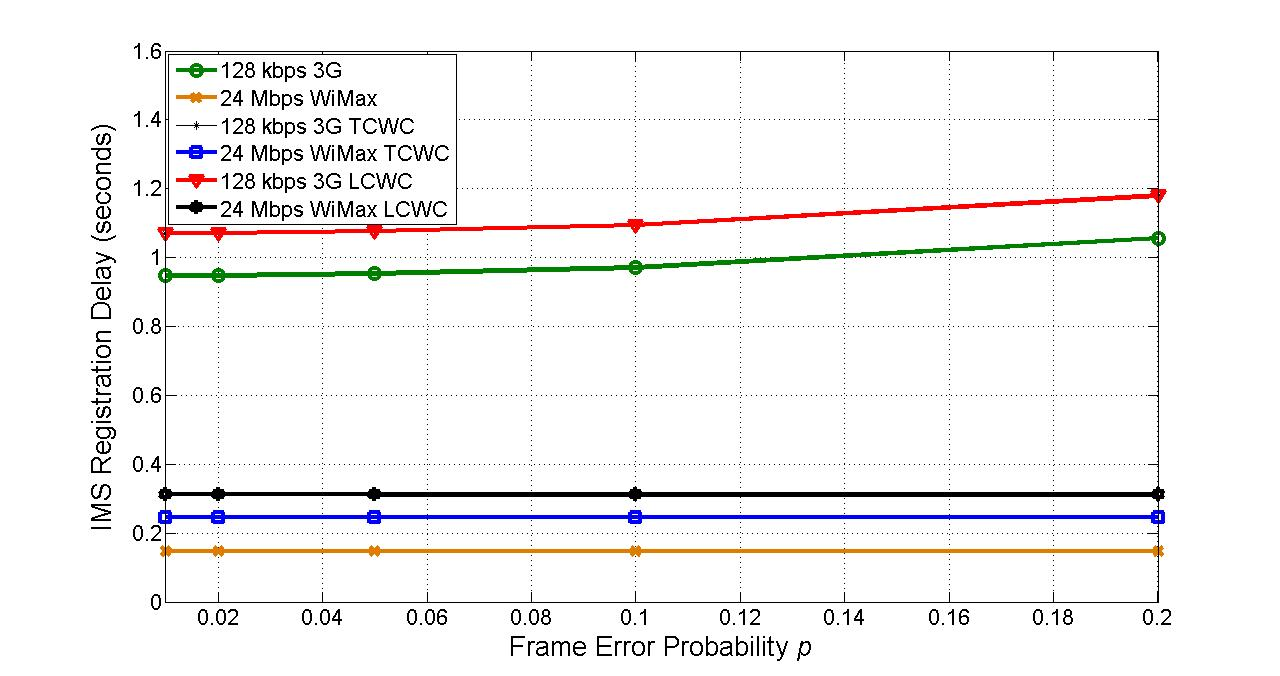 1.6
1.4
1.2
1
0.8
0.6
0.4
0.2
0
IMS Registration Delay (seconds)
128 kbps 3G
24 Mbps WiMax
128 kbps 3G TCWC
24 Mbps WiMax TCWC
128 kbps 3G LCWC
24 Mbps WiMax LCWC
0.02 0.04 0.06 0.08 0.1 0.12 0.14 0.16 0.18 0.2
Frame Error Probability p